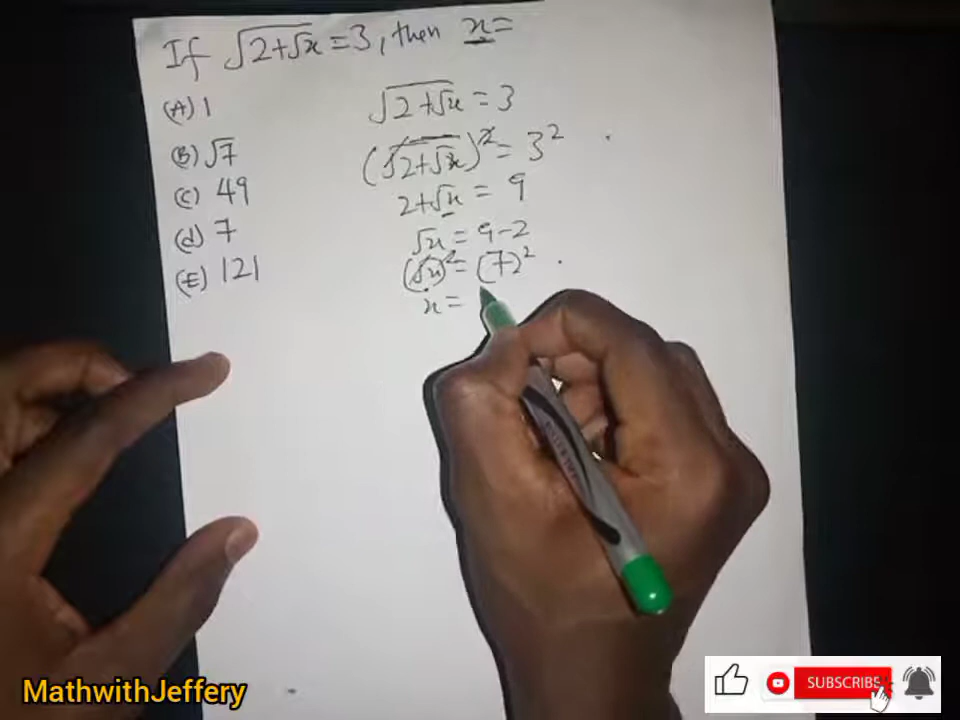 If √2+√x = 3, then x =
(A) 1
(B) √7
(C) 49
(d) 7
(E) 121
√2+√x = 3
(√2+√x)² = 3²
2+√x = 9
√x = 9-2
(√x)² = (7)²
x =
MathwithJeffery
SUBSCRIBE